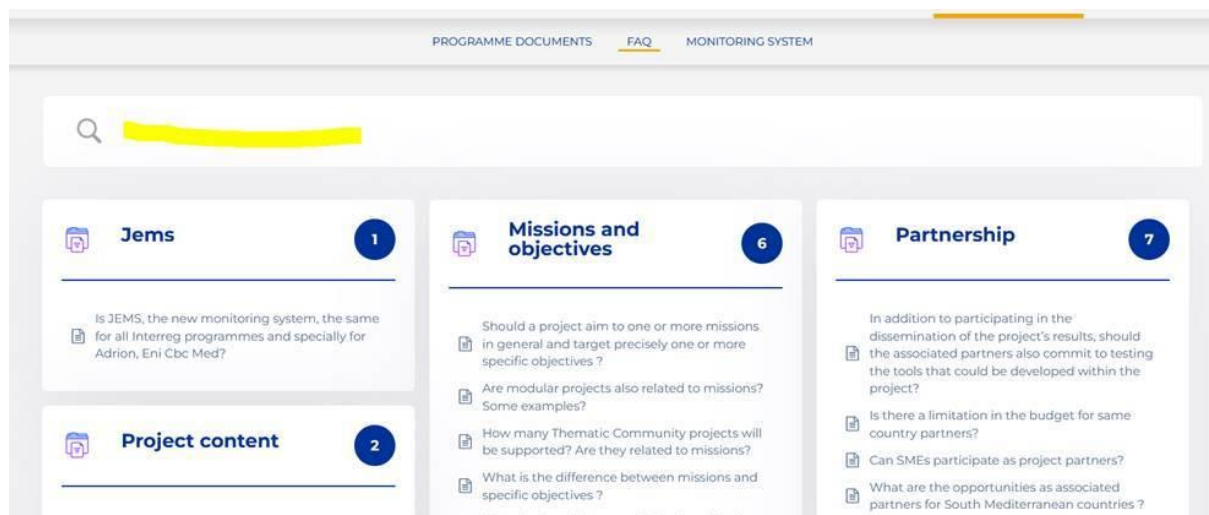 PROGRAMME DOCUMENTS FAQ MONITORING SYSTEM
Jems
1
Is JEMS, the new monitoring system, the same
for all Interreg programmes and specially for
Adrion, Eni Cbc Med?
Project content
2
Missions and
objectives
6
Should a project aim to one or more missions
in general and target precisely one or more
specific objectives ?
Are modular projects also related to missions?
Some examples?
How many Thematic Community projects will
be supported? Are they related to missions?
What is the difference between missions and
specific objectives ?
Partnership
7
In addition to participating in the
dissemination of the project's results, should
the associated partners also commit to testing
the tools that could be developed within the
project?
Is there a limitation in the budget for same
country partners?
Can SMEs participate as project partners?
What are the opportunities as associated
partners for South Mediterranean countries ?